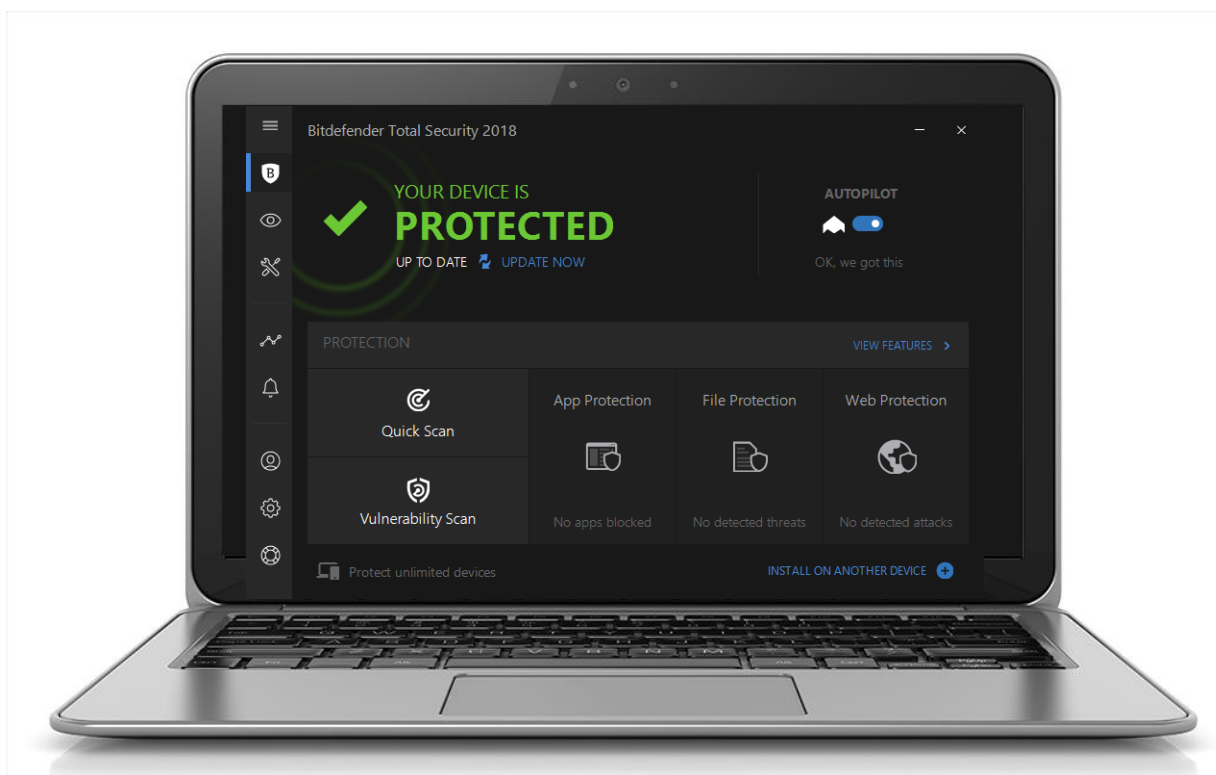 Bitdefender Total Security 2018
B
YOUR DEVICE IS
PROTECTED
UP TO DATE UPDATE NOW
AUTOPILOT
OK, we got this
PROTECTION
VIEW FEATURES
Quick Scan
Vulnerability Scan
App Protection
No apps blocked
File Protection
No detected threats
Web Protection
No detected attacks
Protect unlimited devices
INSTALL ON ANOTHER DEVICE